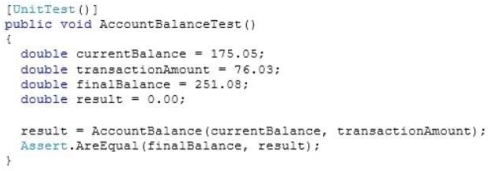 [UnitTest()]
public void AccountBalanceTest()
{
  double currentBalance = 175.05;
  double transactionAmount = 76.03;
  double finalBalance = 251.08;
  double result = 0.00;

  result = AccountBalance(currentBalance, transactionAmount);
  Assert.AreEqual(finalBalance, result);
}